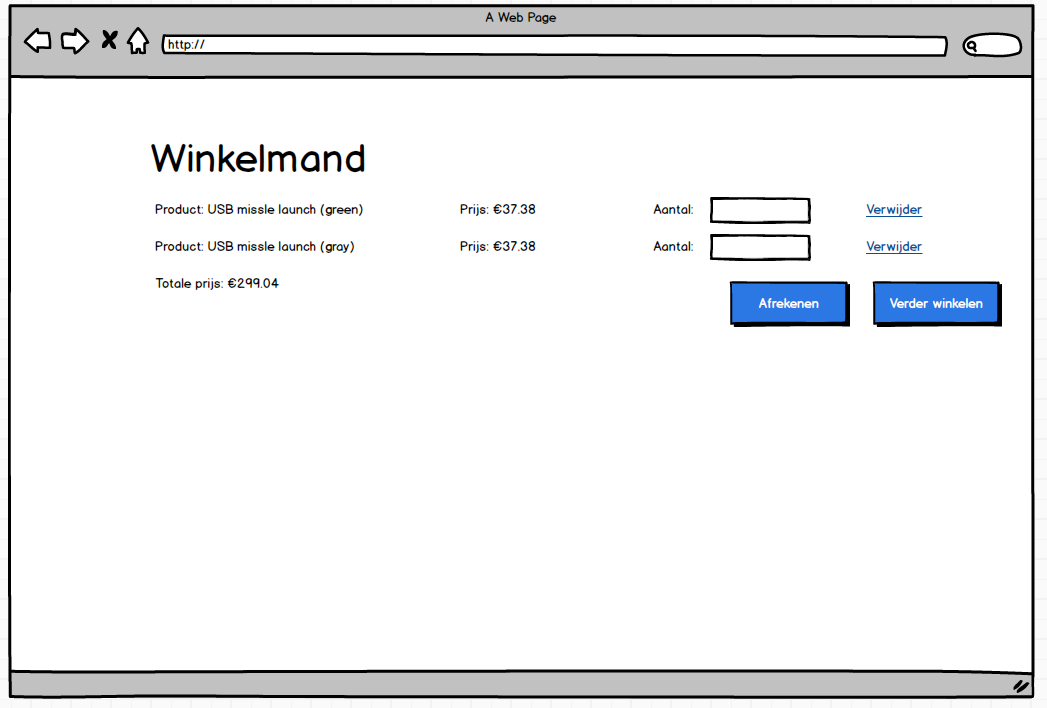 A Web Page
http://
Winkelmand
Product: USB missle launch (green) Prijs: €37.38 Aantal: Verwijder
Product: USB missle launch (gray) Prijs: €37.38 Aantal: Verwijder
Totale prijs: €299.04
Afrekenen Verder winkelen